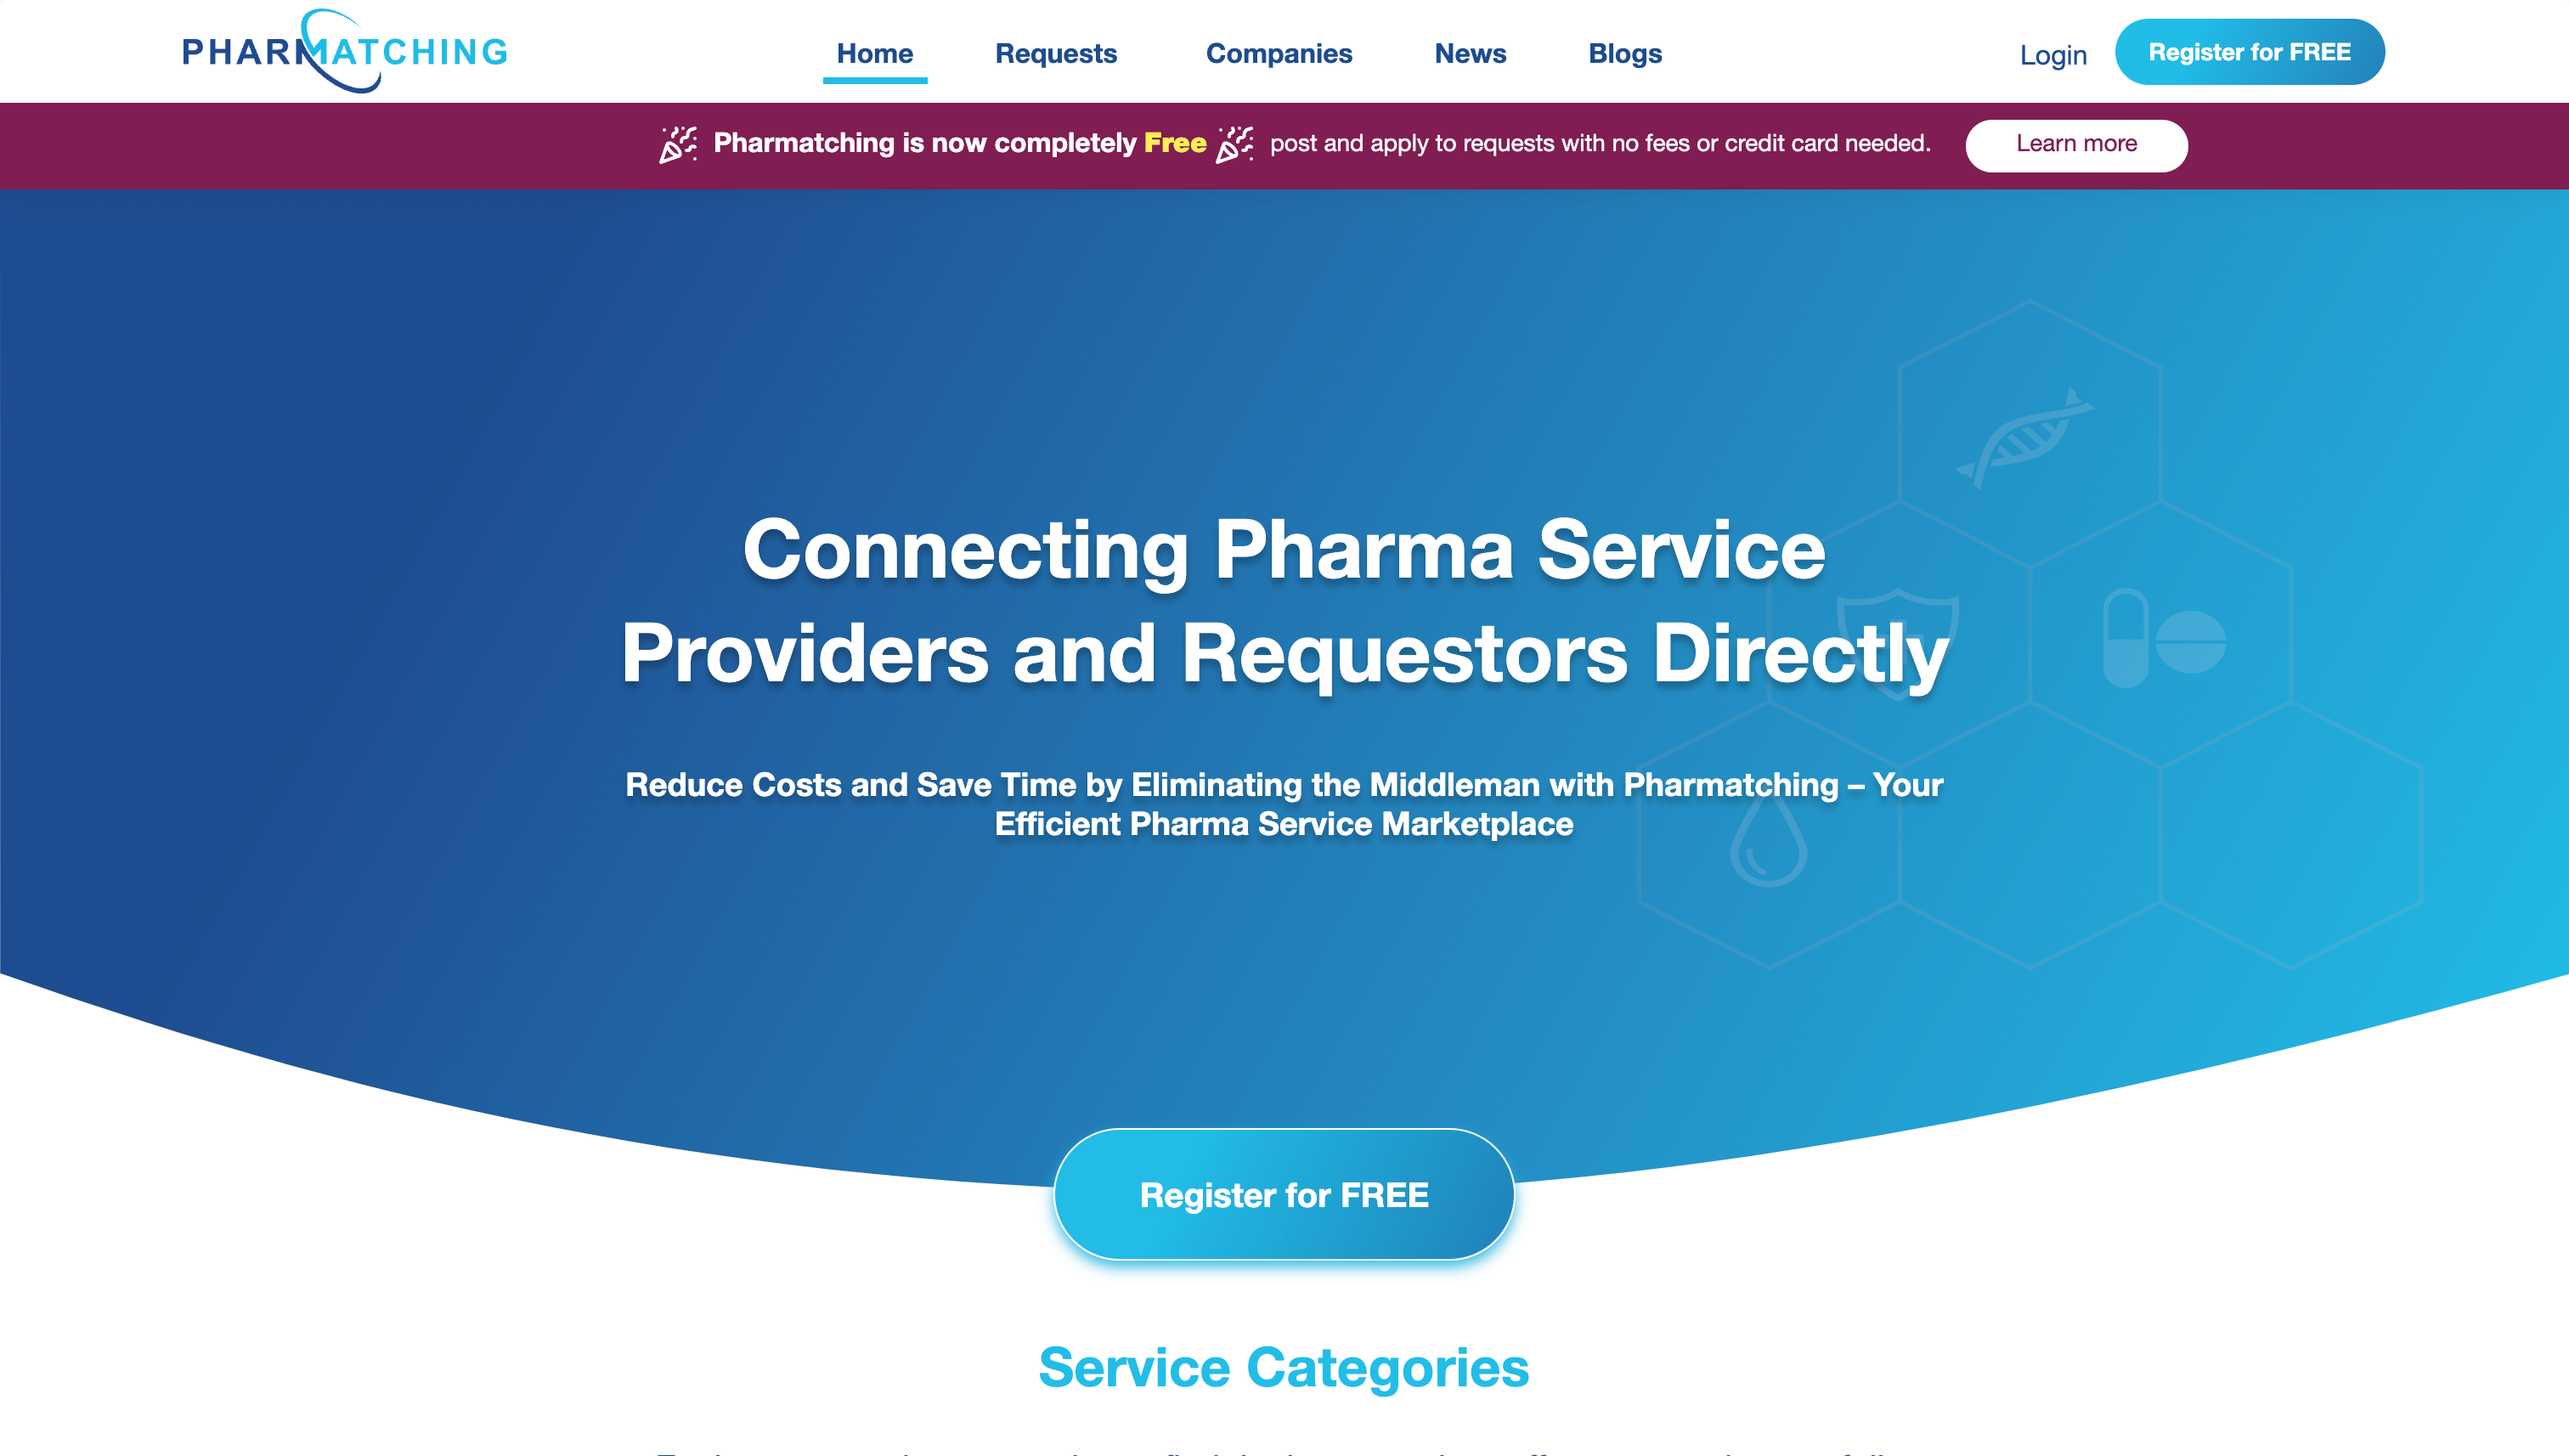 PHARMATCHING
Home
Requests
Companies
News
Blogs
Login
Register for FREE
Pharmatching is now completely Free post and apply to requests with no fees or credit card needed.
Learn more
Connecting Pharma Service
Providers and Requestors Directly
Reduce Costs and Save Time by Eliminating the Middleman with Pharmatching – Your
Efficient Pharma Service Marketplace
Register for FREE
Service Categories